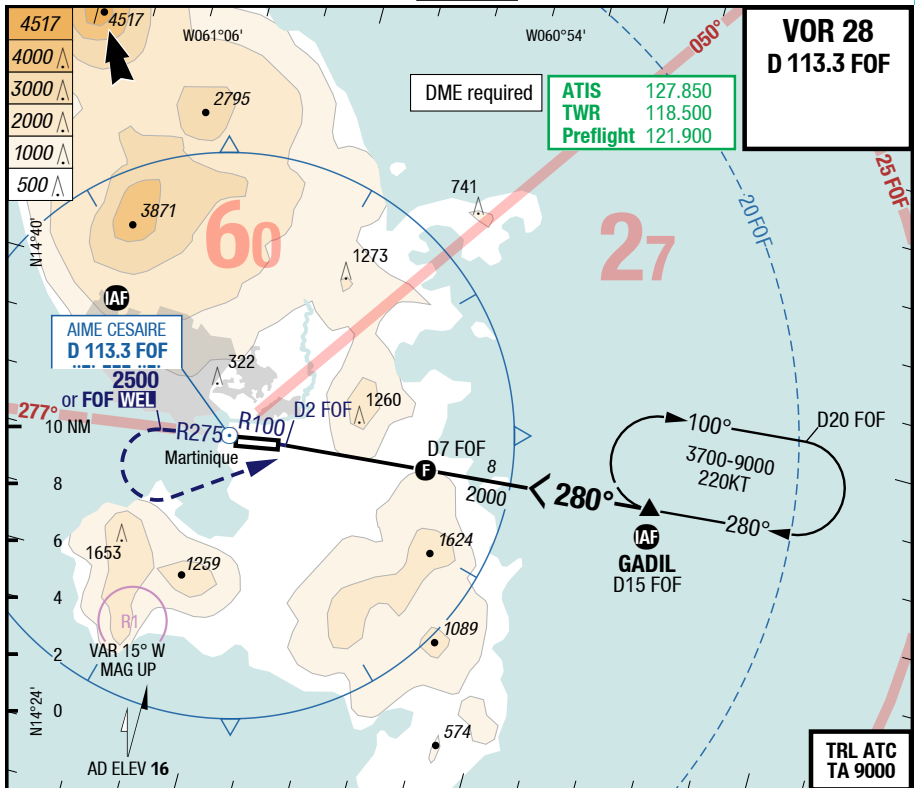 4517
4000
3000
2000
1000
500
4517
W061°06'
W060°54'
050°
VOR 28
D 113.3 FOF
DME required
ATIS 127.850
TWR 118.500
Preflight 121.900
2795
3871
741
60
27
20 FOF
25 FOF
N14°40'
1273
IAF
AIME CESAIRE
D 113.3 FOF
322
2500
or FOF WEL
277°
10 NM
R275
R100
D2 FOF
1260
Martinique
D7 FOF
F
8
2000
280°
100°
D20 FOF
3700-9000
220KT
280°
IAF
GADIL
D15 FOF
8
6
4
2
0
1653
1259
R1
1624
1089
574
VAR 15° W
MAG UP
N14°24'
AD ELEV 16
TRL ATC
TA 9000